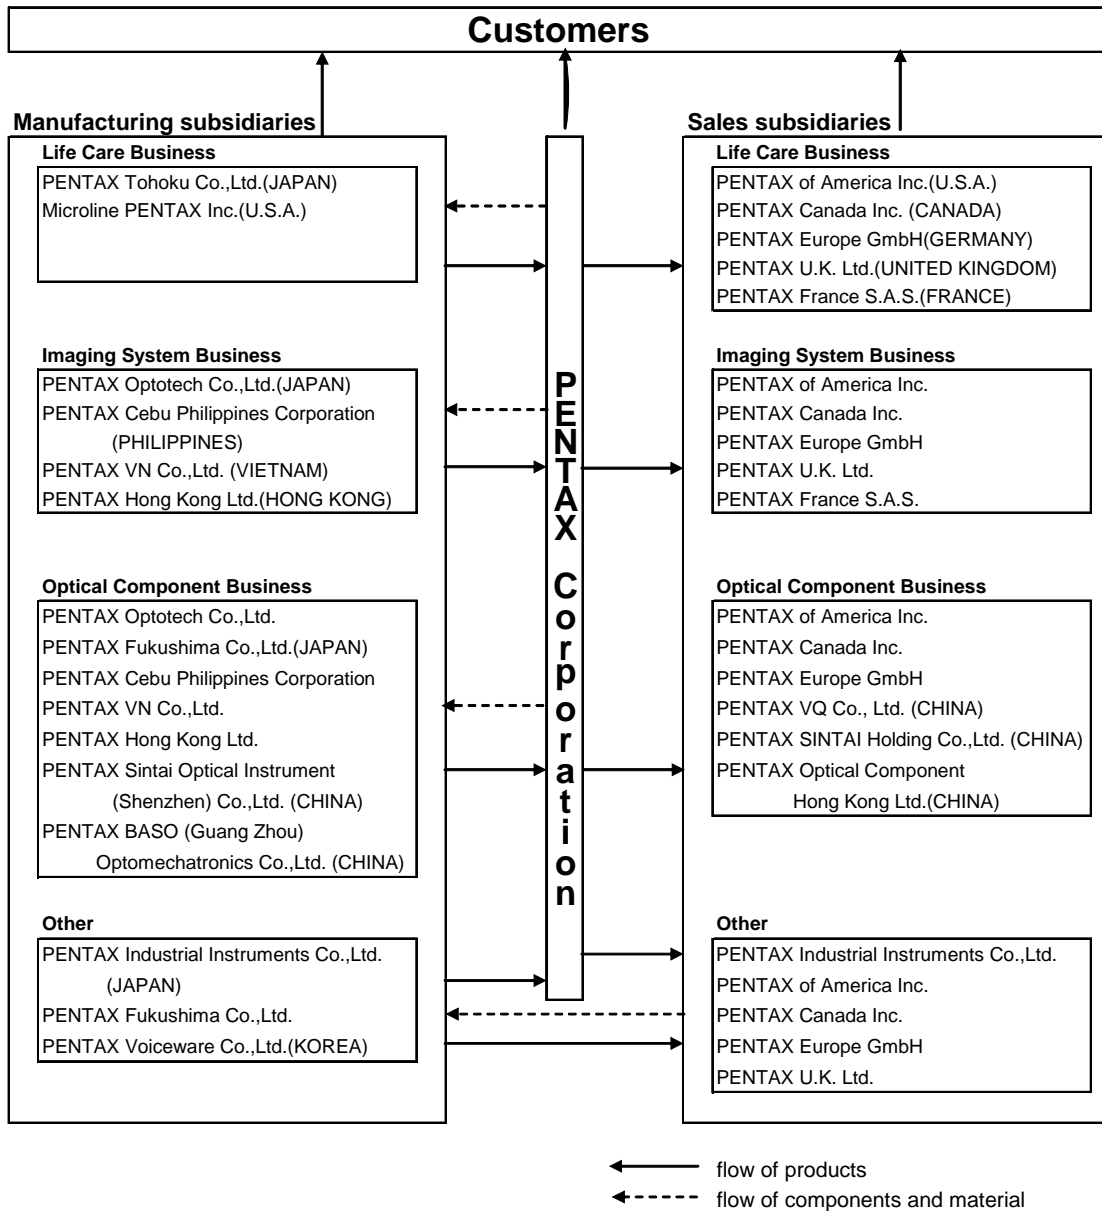 Customers
Manufacturing subsidiaries
Life Care Business
PENTAX Tohoku Co.,Ltd.(JAPAN)
Microline PENTAX Inc.(U.S.A.)
Imaging System Business
PENTAX Optotech Co.,Ltd.(JAPAN)
PENTAX Cebu Philippines Corporation
(PHILIPPINES)
PENTAX VN Co.,Ltd. (VIETNAM)
PENTAX Hong Kong Ltd.(HONG KONG)
Optical Component Business
PENTAX Optotech Co.,Ltd.
PENTAX Fukushima Co.,Ltd.(JAPAN)
PENTAX Cebu Philippines Corporation
PENTAX VN Co.,Ltd.
PENTAX Hong Kong Ltd.
PENTAX Sintai Optical Instrument
(Shenzhen) Co.,Ltd. (CHINA)
PENTAX BASO (Guang Zhou)
Optomechatronics Co.,Ltd. (CHINA)
Other
PENTAX Industrial Instruments Co.,Ltd.
(JAPAN)
PENTAX Fukushima Co.,Ltd.
PENTAX Voiceware Co.,Ltd.(KOREA)
PENTAX Corporation
Sales subsidiaries
Life Care Business
PENTAX of America Inc.(U.S.A.)
PENTAX Canada Inc. (CANADA)
PENTAX Europe GmbH(GERMANY)
PENTAX U.K. Ltd.(UNITED KINGDOM)
PENTAX France S.A.S.(FRANCE)
Imaging System Business
PENTAX of America Inc.
PENTAX Canada Inc.
PENTAX Europe GmbH
PENTAX U.K. Ltd.
PENTAX France S.A.S.
Optical Component Business
PENTAX of America Inc.
PENTAX Canada Inc.
PENTAX Europe GmbH
PENTAX VQ Co., Ltd. (CHINA)
PENTAX SINTAI Holding Co.,Ltd. (CHINA)
PENTAX Optical Component
Hong Kong Ltd.(CHINA)
Other
PENTAX Industrial Instruments Co.,Ltd.
PENTAX of America Inc.
PENTAX Canada Inc.
PENTAX Europe GmbH
PENTAX U.K. Ltd.
flow of products
flow of components and material